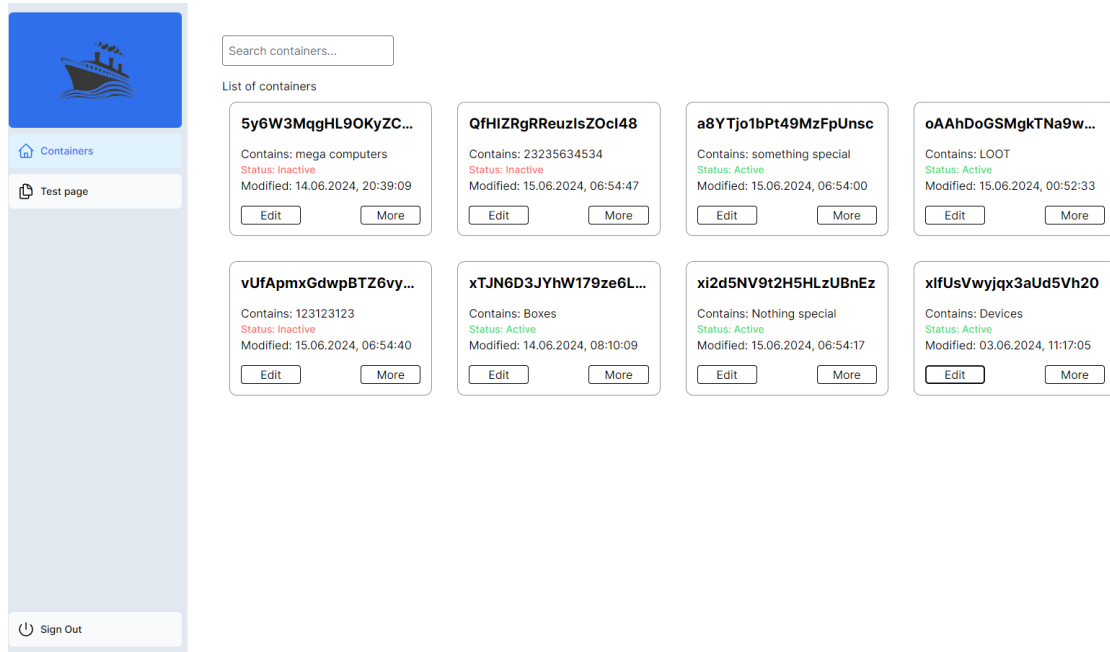 Search containers...
List of containers
Containers
Test page
5y6W3MqgHL9OKyZC...
Contains: mega computers
Status: Inactive
Modified: 14.06.2024, 20:39:09
Edit More
QfHIZRgRReuzIsZOcI48
Contains: 23235634534
Status: Inactive
Modified: 15.06.2024, 06:54:47
Edit More
a8YTjo1bPt49MzFpUnsc
Contains: something special
Status: Active
Modified: 15.06.2024, 06:54:00
Edit More
oAAhDoGSMgkTNa9w...
Contains: LOOT
Status: Active
Modified: 15.06.2024, 00:52:33
Edit More
vUfApmxGdwpBTZ6vy...
Contains: 123123123
Status: Inactive
Modified: 15.06.2024, 06:54:40
Edit More
xTJN6D3JYhW179ze6L...
Contains: Boxes
Status: Active
Modified: 14.06.2024, 08:10:09
Edit More
xi2d5NV9t2H5HLzUBnEz
Contains: Nothing special
Status: Active
Modified: 15.06.2024, 06:54:17
Edit More
xIfUsVwyjqx3aUd5Vh20
Contains: Devices
Status: Active
Modified: 03.06.2024, 11:17:05
Edit More
Sign Out